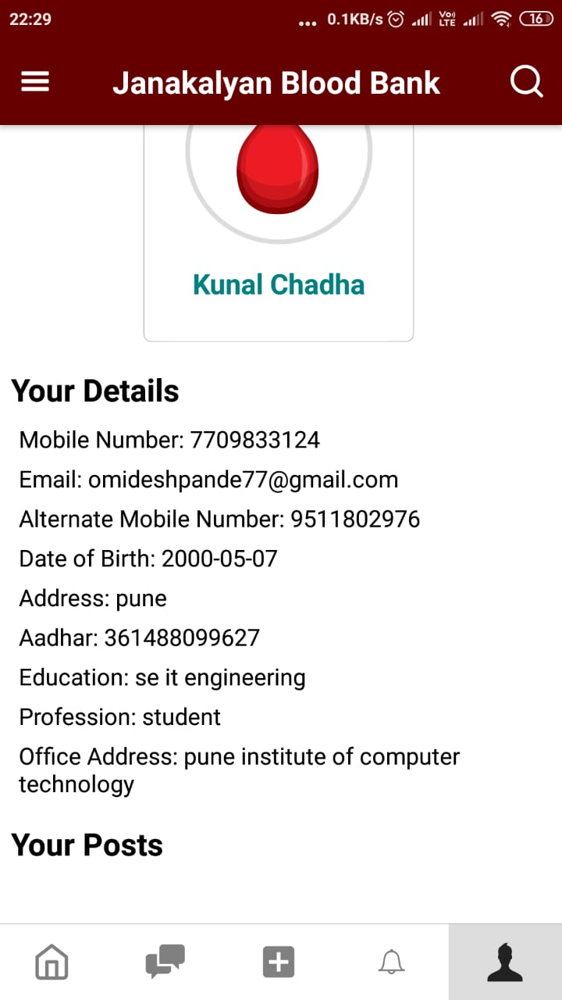 22:29
... 0.1KB/s Vo) LTE 16
Janakalyan Blood Bank
Kunal Chadha
Your Details
Mobile Number: 7709833124
Email: omideshpande77@gmail.com
Alternate Mobile Number: 9511802976
Date of Birth: 2000-05-07
Address: pune
Aadhar: 361488099627
Education: se it engineering
Profession: student
Office Address: pune institute of computer
technology
Your Posts